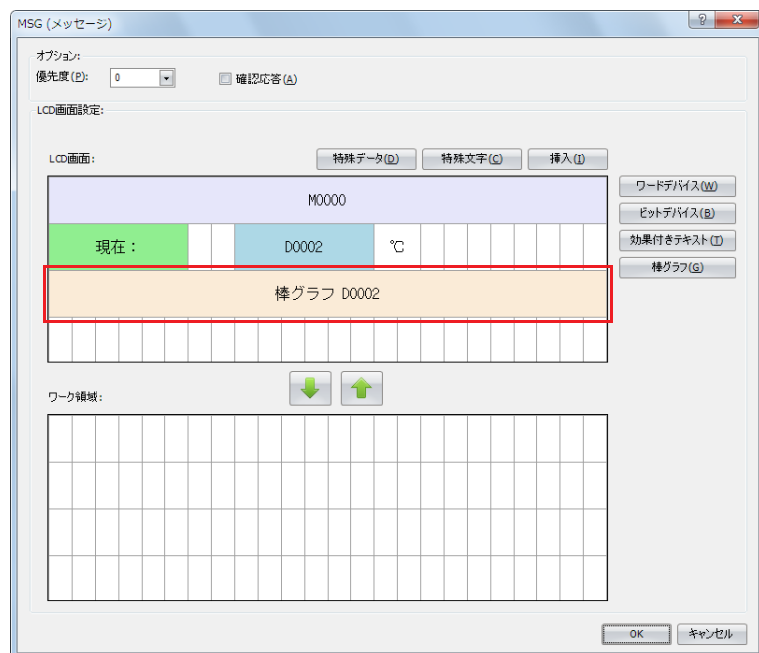 MSG (メッセージ)
オプション:
優先度(P): 0 確認応答(A)
LCD画面設定:
LCD画面: 特殊データ(D) 特殊文字(C) 挿入(I)
M0000
ワードデバイス(W)
ビットデバイス(B)
現在: D0002 ℃
効果付きテキスト(T)
棒グラフ(G)
棒グラフ D0002
ワーク領域:
OK キャンセル